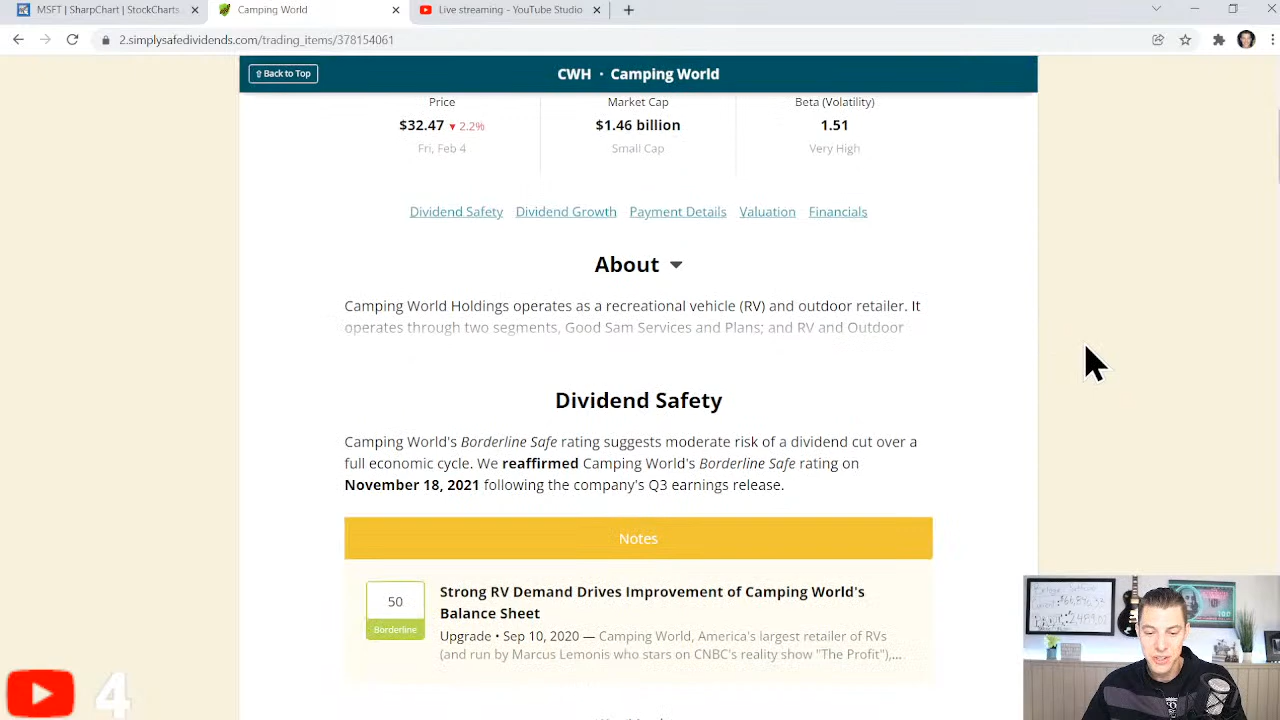 MSFT | SharpChart | StockCharts.
Camping World
Live streaming - YouTube Studio
2.simplysafedividends.com/trading_items/378154061
⇧ Back to Top
CWH · Camping World
Price
Market Cap
Beta (Volatility)
$32.47 ▼ 2.2%
$1.46 billion
1.51
Fri, Feb 4
Small Cap
Very High
Dividend Safety Dividend Growth Payment Details Valuation Financials
About
Camping World Holdings operates as a recreational vehicle (RV) and outdoor retailer. It
operates through two segments, Good Sam Services and Plans; and RV and Outdoor
Dividend Safety
Camping World's Borderline Safe rating suggests moderate risk of a dividend cut over a
full economic cycle. We reaffirmed Camping World's Borderline Safe rating on
November 18, 2021 following the company's Q3 earnings release.
Notes
50
Borderline
Strong RV Demand Drives Improvement of Camping World's
Balance Sheet
Upgrade • Sep 10, 2020 — Camping World, America's largest retailer of RVs
(and run by Marcus Lemonis who stars on CNBC's reality show "The Profit"),...
4